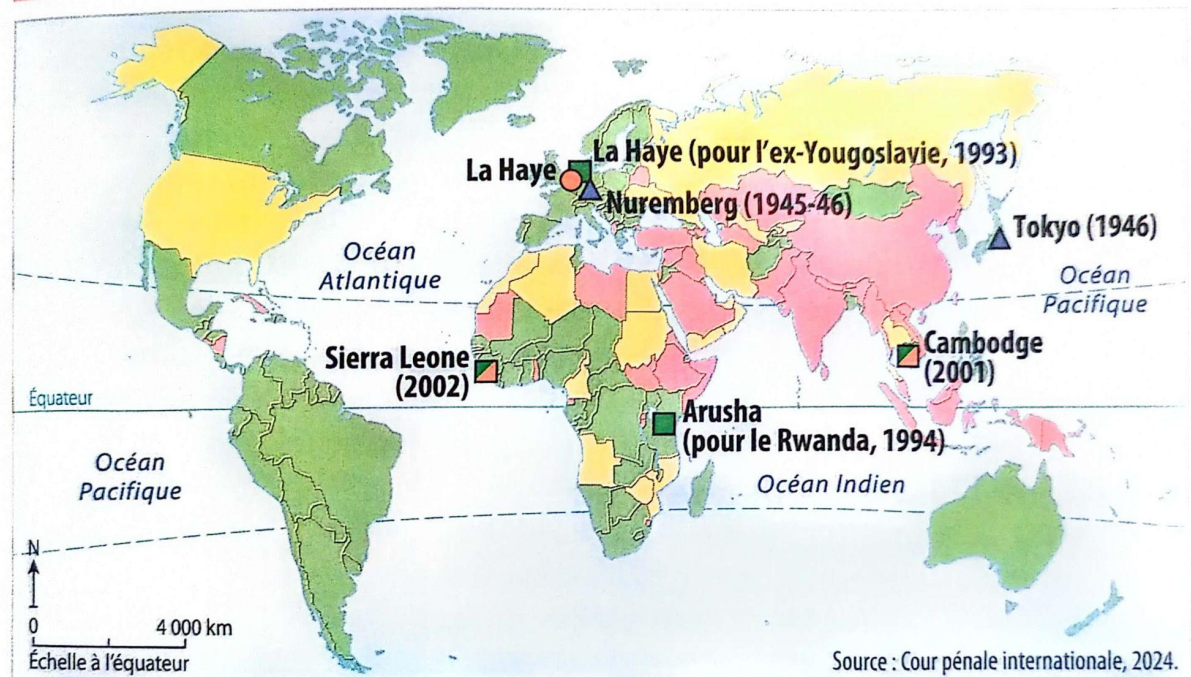 La Haye (pour l'ex-Yougoslavie, 1993)
La Haye
Nuremberg (1945-46)
Tokyo (1946)
Océan
Atlantique
Océan
Pacifique
Sierra Leone
(2002)
Cambodge
(2001)
Équateur
Arusha
(pour le Rwanda, 1994)
Océan
Pacifique
Océan Indien
N
0
4 000 km
Échelle à l'équateur
Source : Cour pénale internationale, 2024.